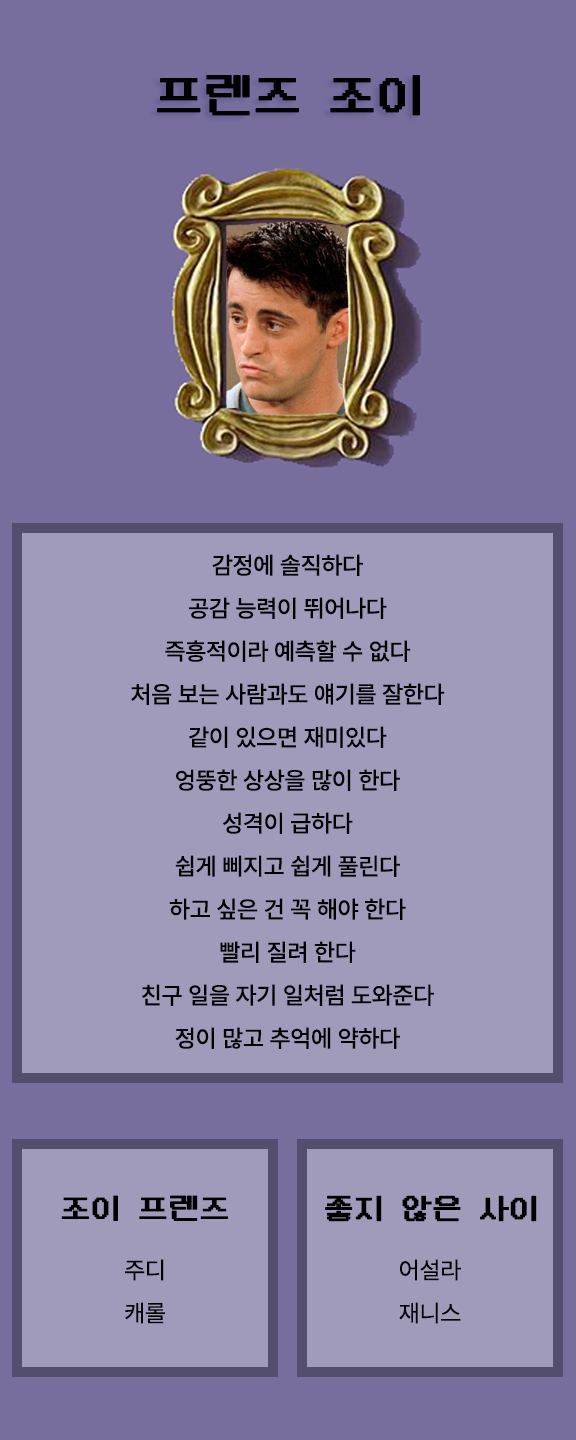 프렌즈 조이
감정에 솔직하다
공감 능력이 뛰어나다
즉흥적이라 예측할 수 없다
처음 보는 사람과도 얘기를 잘한다
같이 있으면 재미있다
엉뚱한 상상을 많이 한다
성격이 급하다
쉽게 삐지고 쉽게 풀린다
하고 싶은 건 꼭 해야 한다
빨리 질려 한다
친구 일을 자기 일처럼 도와준다
정이 많고 추억에 약하다
조이 프렌즈
주디
캐롤
좋지 않은 사이
어설라
재니스